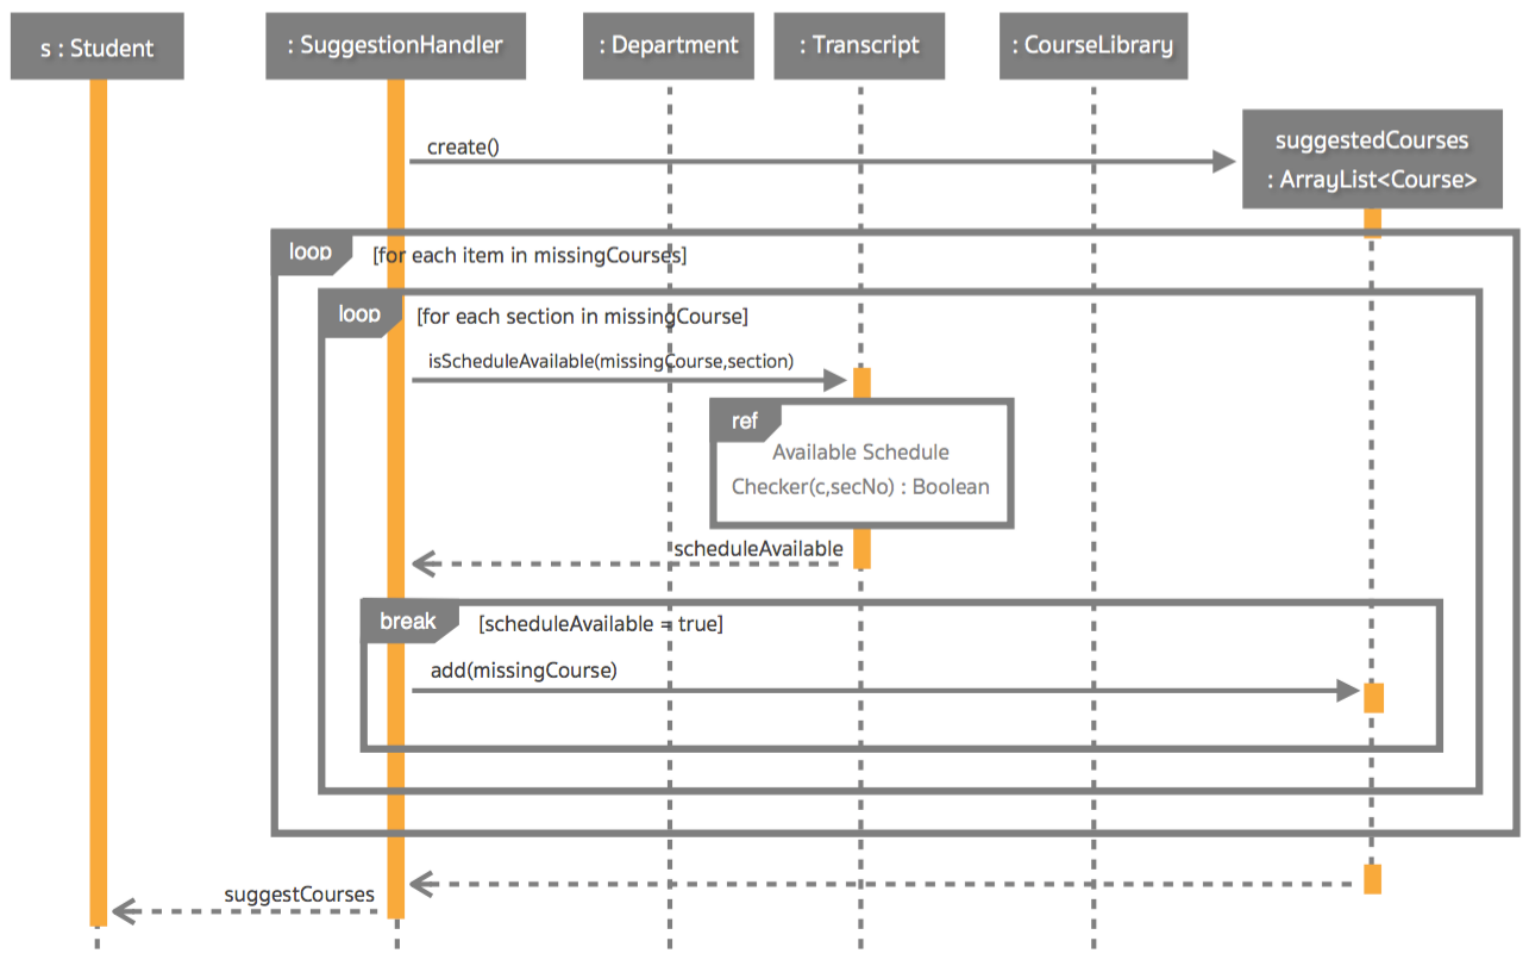 s : Student
: SuggestionHandler
: Department
: Transcript
: CourseLibrary
create()
suggestedCourses
: ArrayList<Course>
loop
[for each item in missingCourses]
loop
[for each section in missingCourse]
isScheduleAvailable(missingCourse,section)
ref
Available Schedule
Checker(c,secNo) : Boolean
scheduleAvailable
break
[scheduleAvailable = true]
add(missingCourse)
suggestCourses